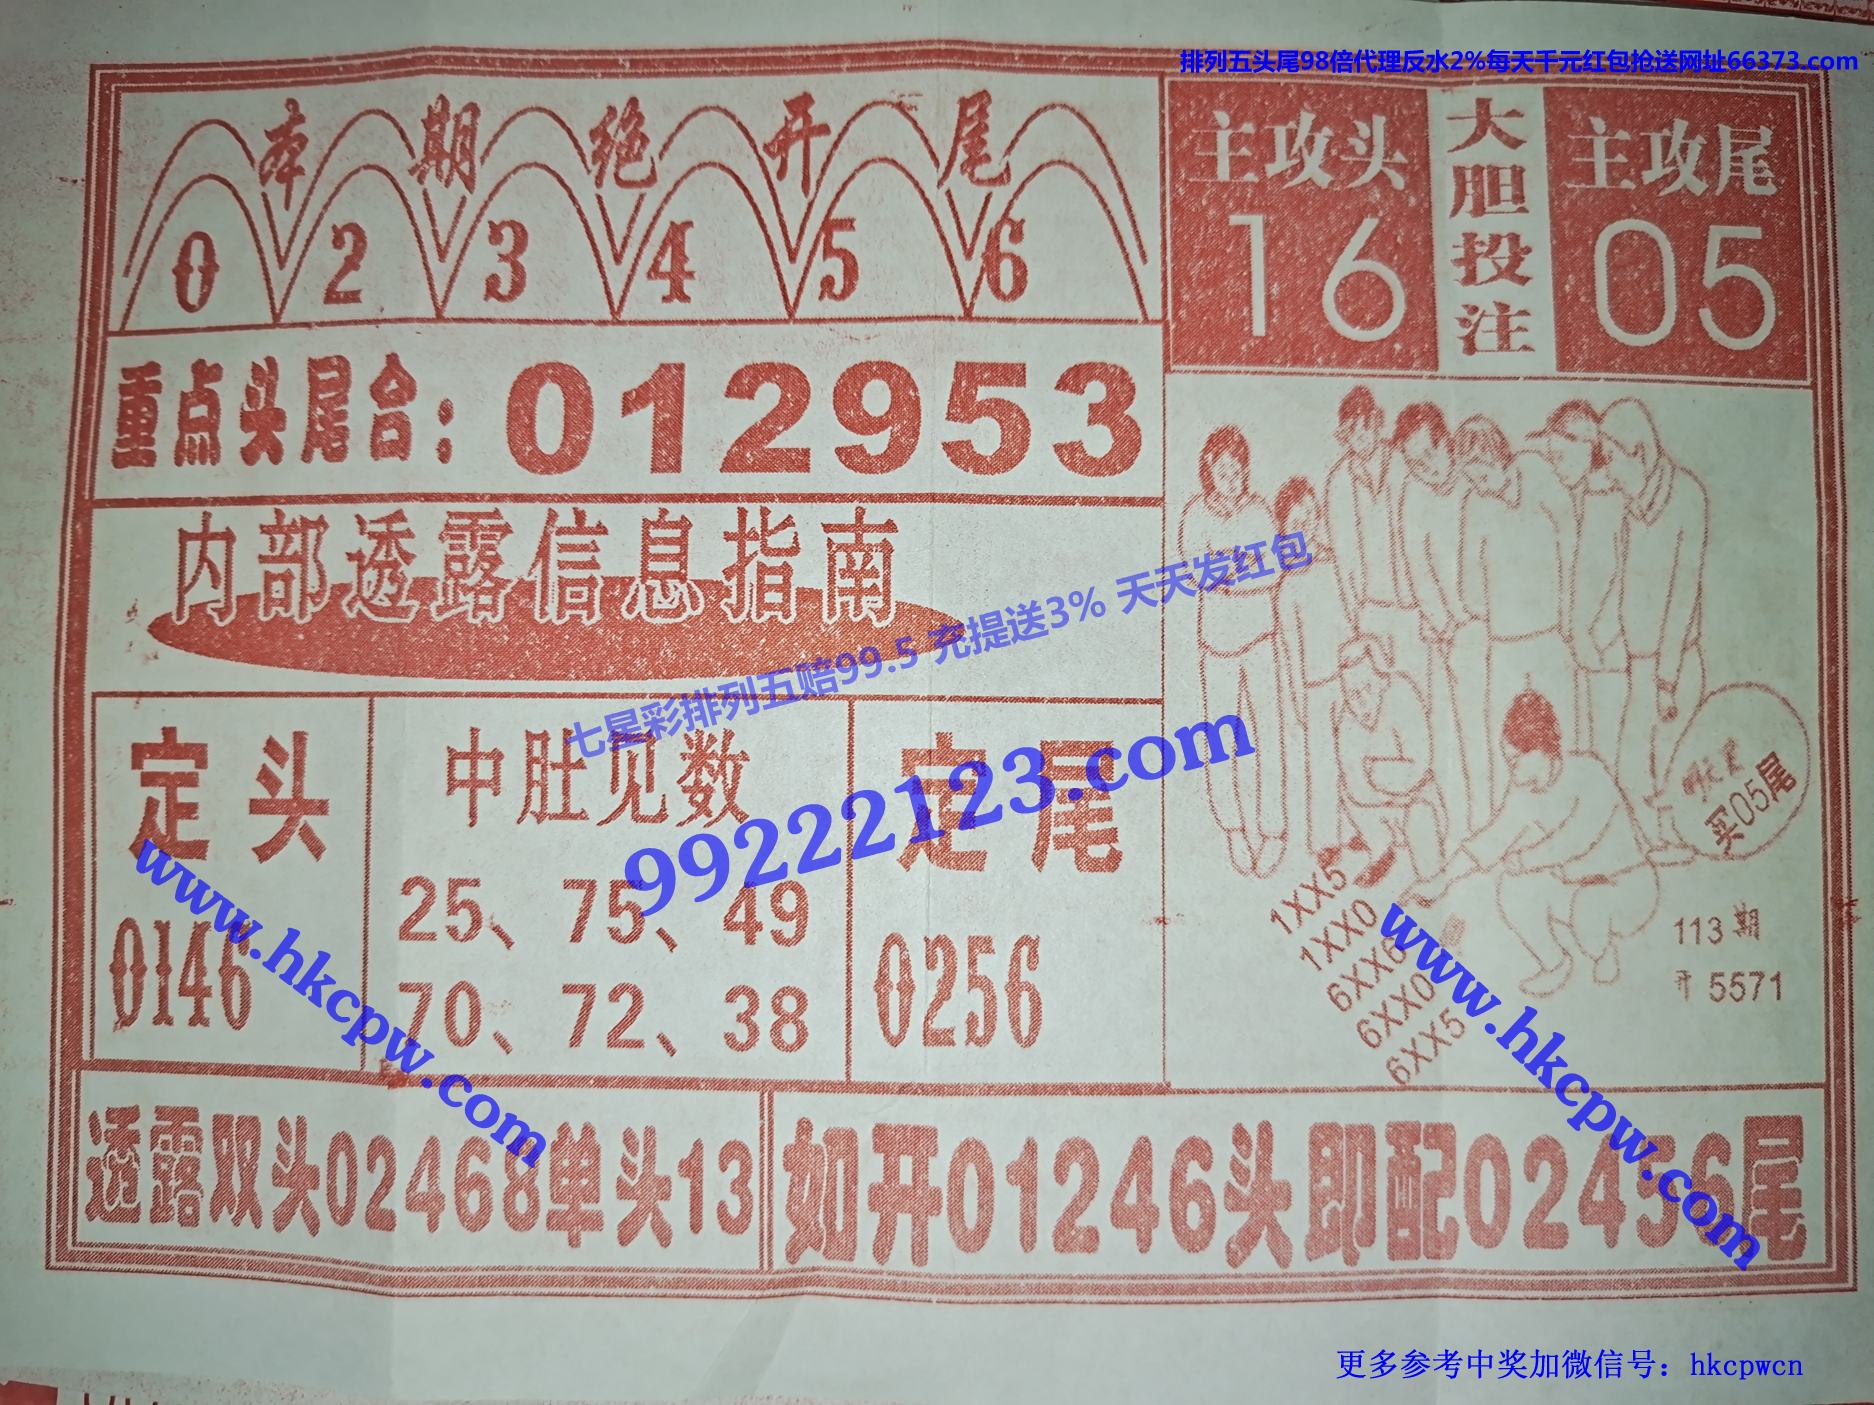 排列五头尾98倍代理反水2%每天千元红包抢送网址66373.com
本期绝开尾
0 2 3 4 5 6
主攻头
16
大胆投注
主攻尾
05
重点头尾合：012953
内部透露信息指南
七星彩排列五赔99.5 充提送3% 天天发红包
99222123.com
定头
0146
中肚见数
25、75、49
70、72、38
定尾
0256
买05尾
1XX5
1XX0
6XX6
6XX0
6XX5
113期
开 5571
www.hkcpw.com
www.hkcpw.com
透露双头02468单头13
如开01246头即配02456尾
更多参考中奖加微信号：hkcpwcn